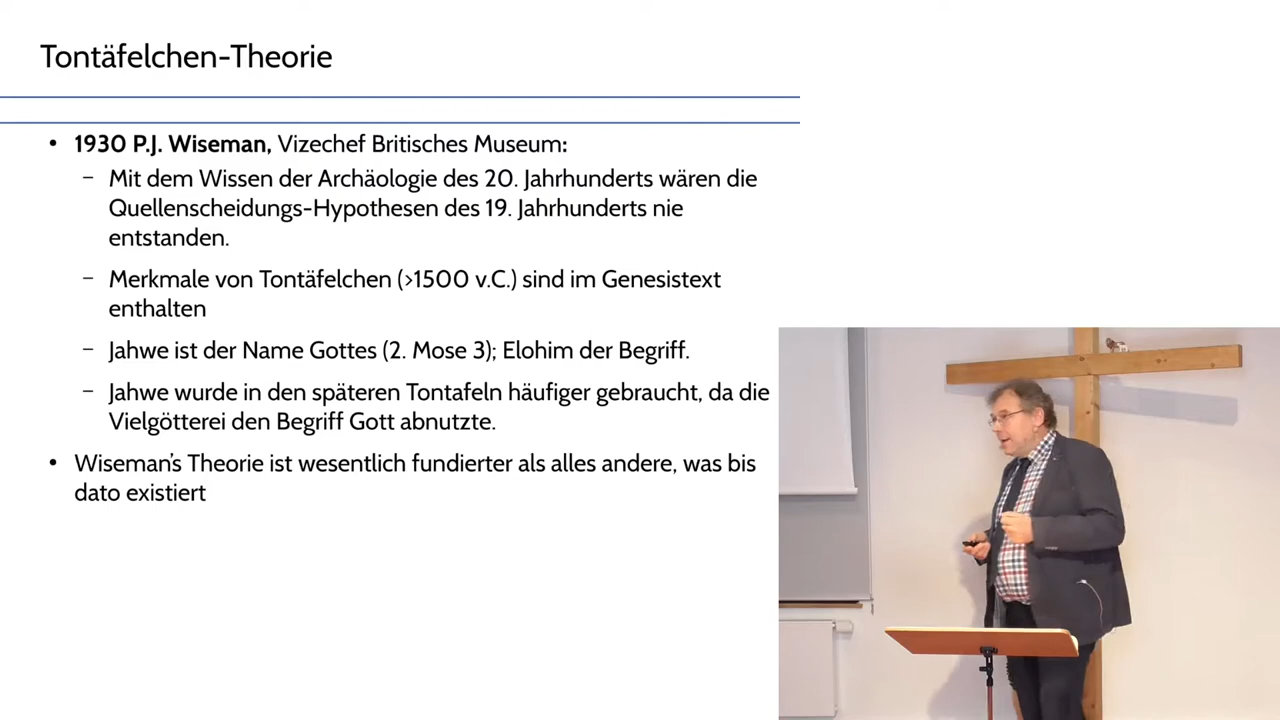 Tontäfelchen-Theorie
• 1930 P.J. Wiseman, Vizechef Britisches Museum:
– Mit dem Wissen der Archäologie des 20. Jahrhunderts wären die
Quellenscheidungs-Hypothesen des 19. Jahrhunderts nie
entstanden.
– Merkmale von Tontäfelchen (>1500 v.C.) sind im Genesistext
enthalten
– Jahwe ist der Name Gottes (2. Mose 3); Elohim der Begriff.
– Jahwe wurde in den späteren Tontafeln häufiger gebraucht, da die
Vielgötterei den Begriff Gott abnutzte.
• Wiseman's Theorie ist wesentlich fundierter als alles andere, was bis
dato existiert